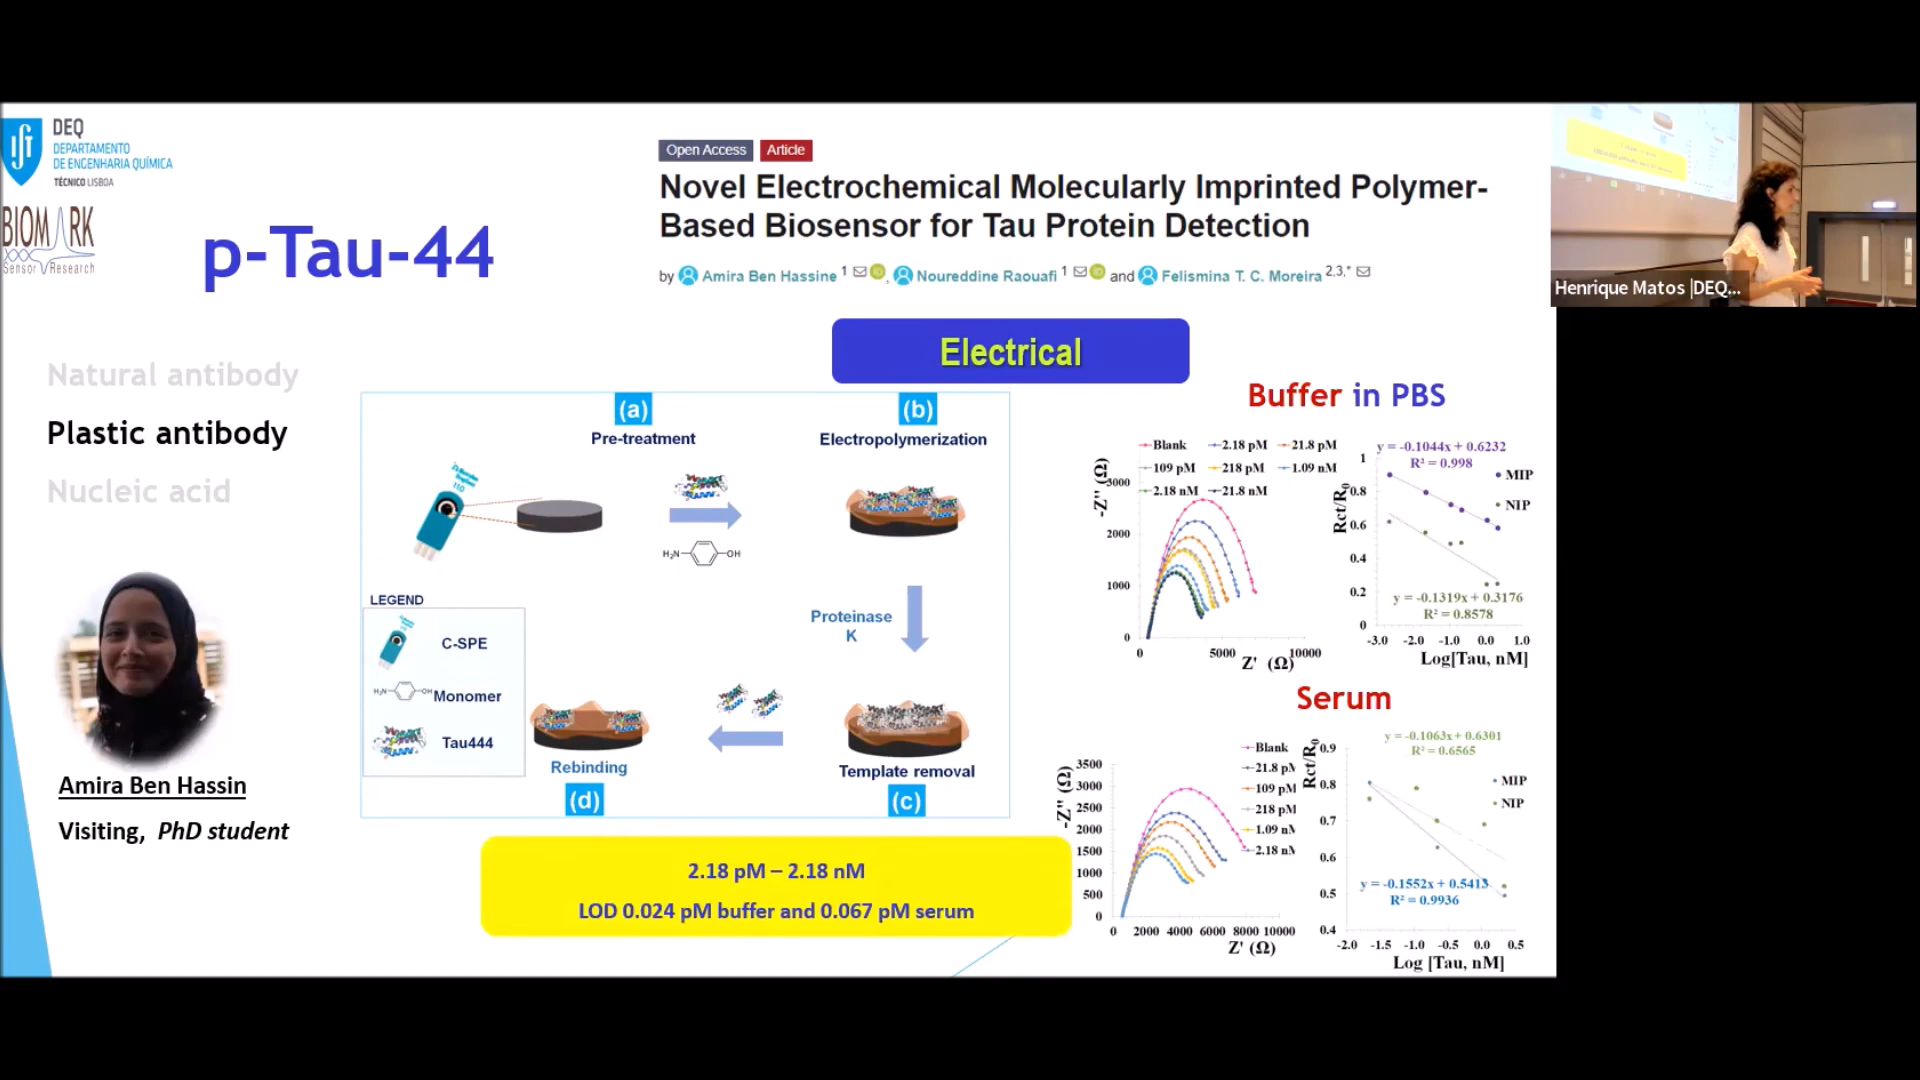 DEQ
DEPARTAMENTO
DE ENGENHARIA QUÍMICA
TÉCNICO LISBOA
BIOMARK
Sensor Research
p-Tau-44
Open Access Article
Novel Electrochemical Molecularly Imprinted Polymer-
Based Biosensor for Tau Protein Detection
by Amira Ben Hassine 1, Noureddine Raouafi 1 and Felismina T. C. Moreira 2,3,*
Henrique Matos |DEQ...
Natural antibody
Plastic antibody
Nucleic acid
Amira Ben Hassin
Visiting, PhD student
Electrical
(a)
Pre-treatment
(b)
Electropolymerization
H₂N
OH
Proteinase
K
LEGEND
C-SPE
H₂N OH Monomer
Tau444
Rebinding
(d)
Template removal
(c)
2.18 pM – 2.18 nM
LOD 0.024 pM buffer and 0.067 pM serum
Buffer in PBS
Blank 2.18 pM 21.8 pM
109 pM 218 pM 1.09 nM
2.18 nM 21.8 nM
-Z'' (Ω)
3000
2000
1000
0
0 5000 10000
Z' (Ω)
y = -0.1044x + 0.6232
R² = 0.998
MIP
NIP
Rct/R0
1
0.8
0.6
0.4
0.2
0
y = -0.1319x + 0.3176
R² = 0.8578
-3.0 -2.0 -1.0 0.0 1.0
Log[Tau, nM]
Serum
Blank
21.8 pM
109 pM
218 pM
1.09 nM
2.18 nM
-Z'' (Ω)
3500
3000
2500
2000
1500
1000
500
0
0 2000 4000 6000 8000 10000
Z' (Ω)
y = -0.1063x + 0.6301
R² = 0.6565
MIP
NIP
Rct/R0
0.9
0.8
0.7
0.6
0.5
0.4
y = -0.1552x + 0.5413
R² = 0.9936
-2.0 -1.5 -1.0 -0.5 0.0 0.5
Log [Tau, nM]